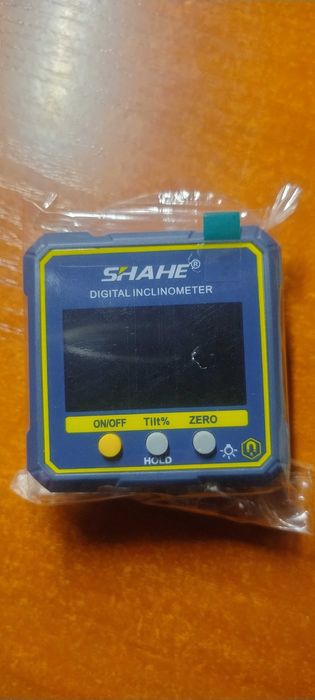 SHAHE®
DIGITAL INCLINOMETER
ON/OFF Tilt% ZERO
HOLD